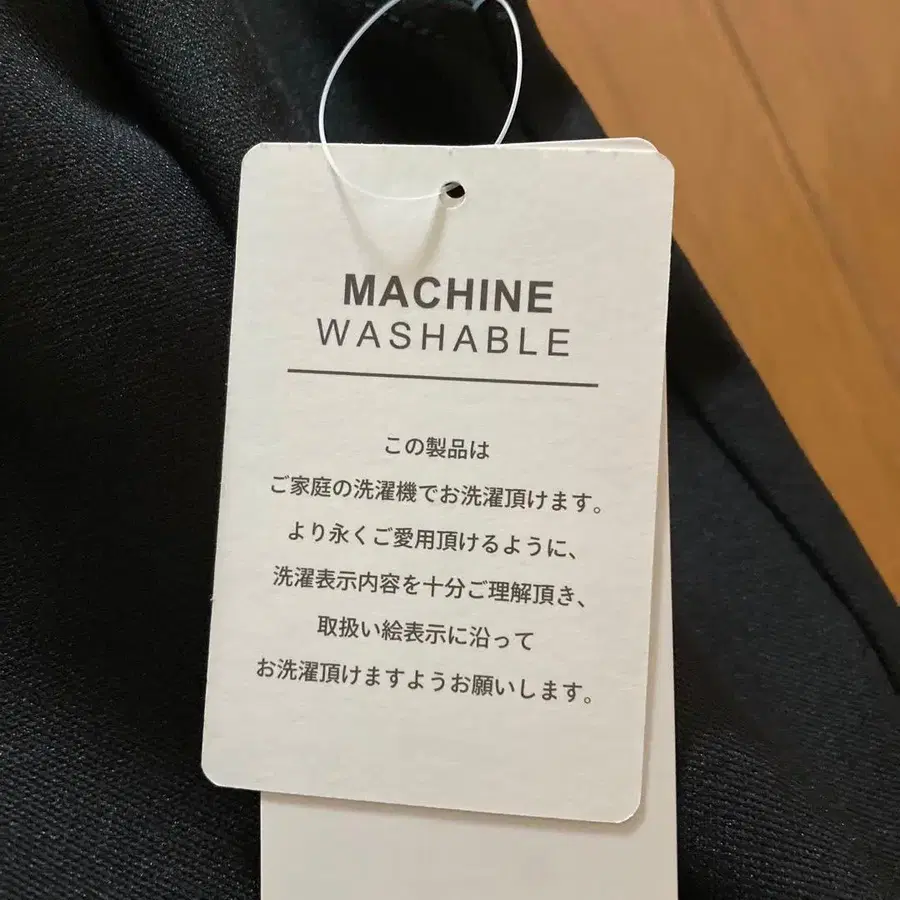 MACHINE
WASHABLE
この製品は
ご家庭の洗濯機でお洗濯頂けます。
より永くご愛用頂けるように、
洗濯表示内容を十分ご理解頂き、
取扱い絵表示に沿って
お洗濯頂けますようお願いします。